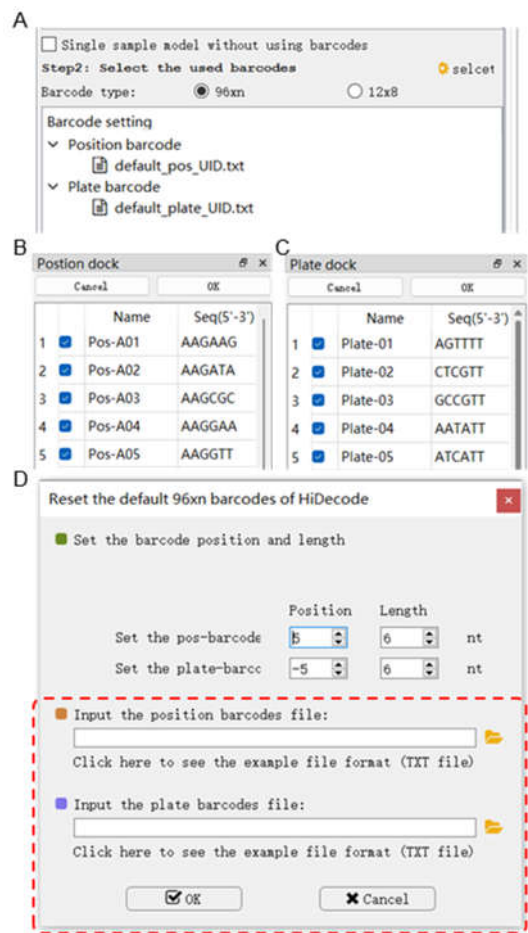 A
Single sample model without using barcodes
Step2: Select the used barcodes selcet
Barcode type: 96xn 12x8
Barcode setting
Position barcode
default_pos_UID.txt
Plate barcode
default_plate_UID.txt
B
Postion dock
Cancel OK
Name Seq(5'-3')
1 Pos-A01 AAGAAG
2 Pos-A02 AAGATA
3 Pos-A03 AAGCGC
4 Pos-A04 AAGGAA
5 Pos-A05 AAGGTT
C
Plate dock
Cancel OK
Name Seq(5'-3')
1 Plate-01 AGTTTT
2 Plate-02 CTCGTT
3 Plate-03 GCCGTT
4 Plate-04 AATATT
5 Plate-05 ATCATT
D
Reset the default 96xn barcodes of HiDecode
Set the barcode position and length
Position Length
Set the pos-barcode 5 6 nt
Set the plate-barcc -5 6 nt
Input the position barcodes file:
Click here to see the example file format (TXT file)
Input the plate barcodes file:
Click here to see the example file format (TXT file)
OK Cancel